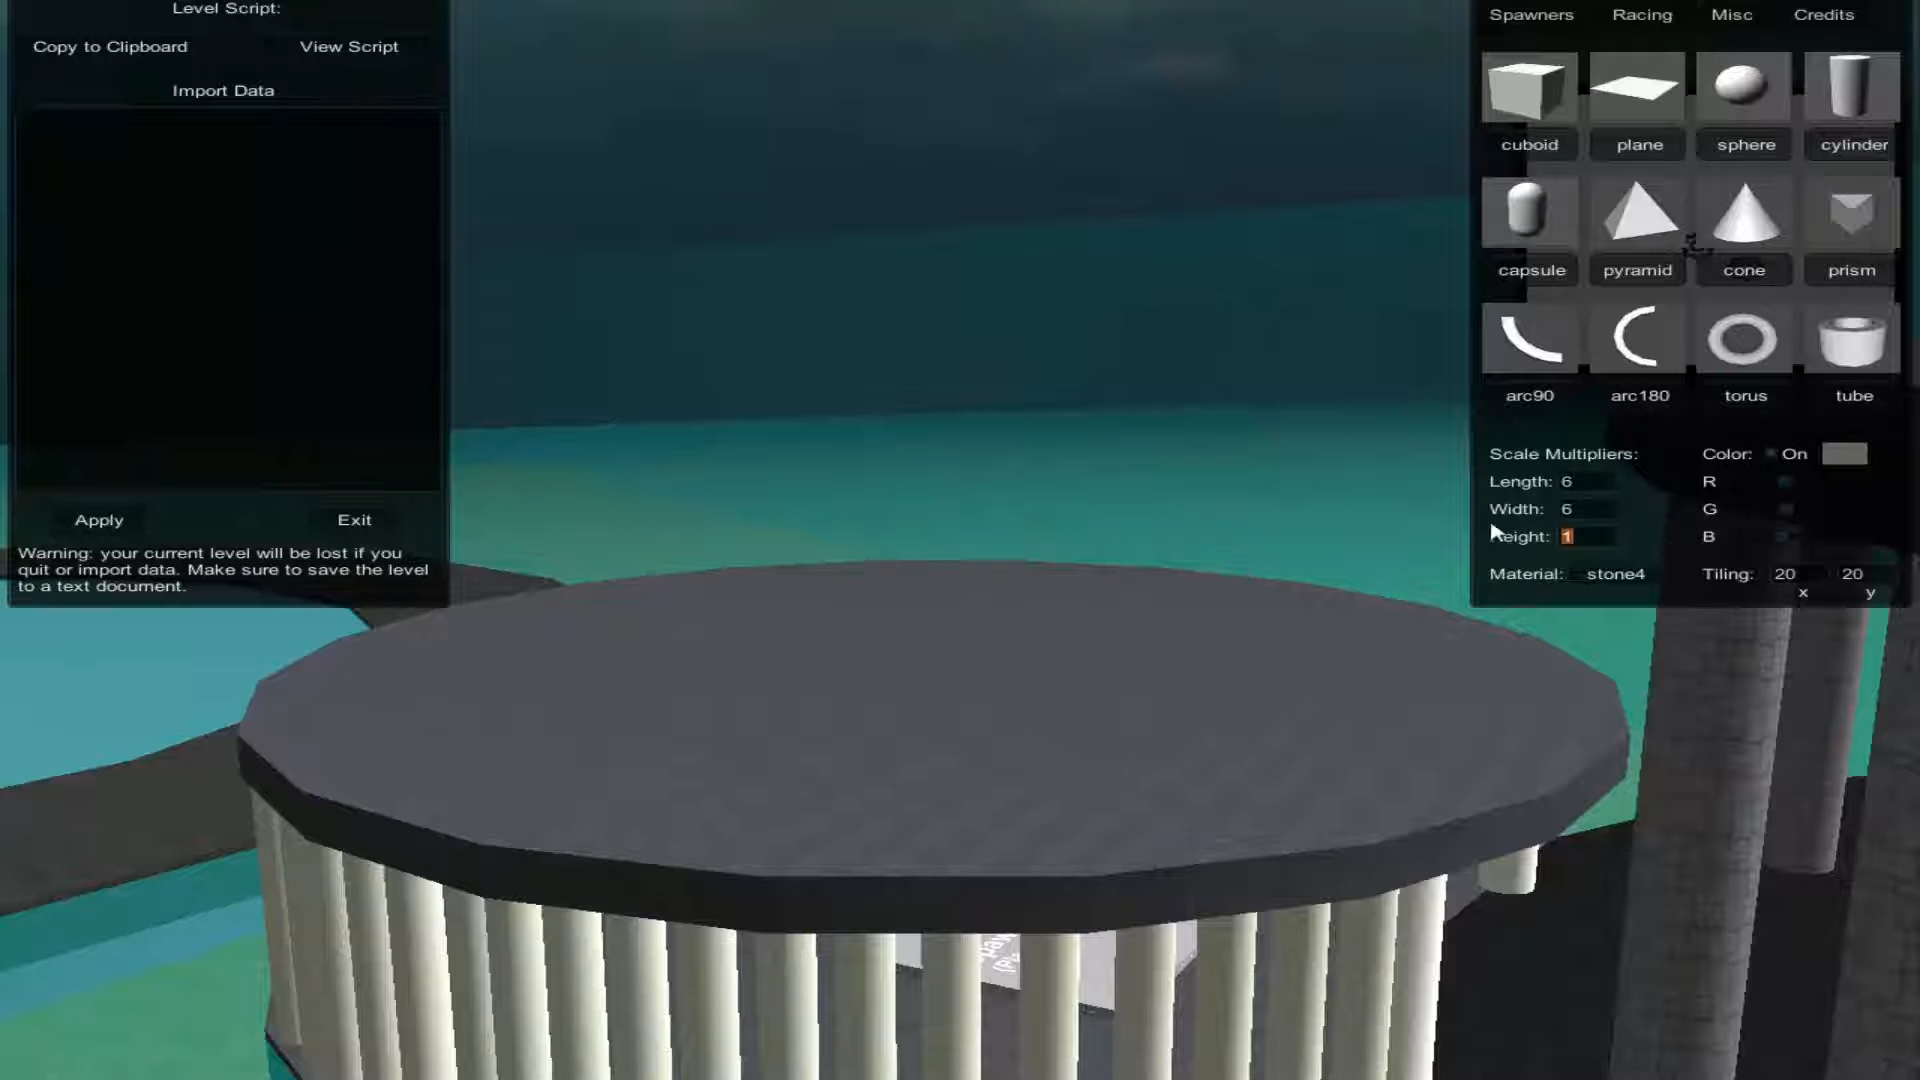 Level Script:
Copy to Clipboard View Script
Import Data
Apply Exit
Warning: your current level will be lost if you
quit or import data. Make sure to save the level
to a text document.
Spawners Racing Misc Credits
cuboid plane sphere cylinder
capsule pyramid cone prism
arc90 arc180 torus tube
Scale Multipliers: Color: On
Length: 6 R
Width: 6 G
eight: 1 B
Material: stone4 Tiling: 20 20
x y